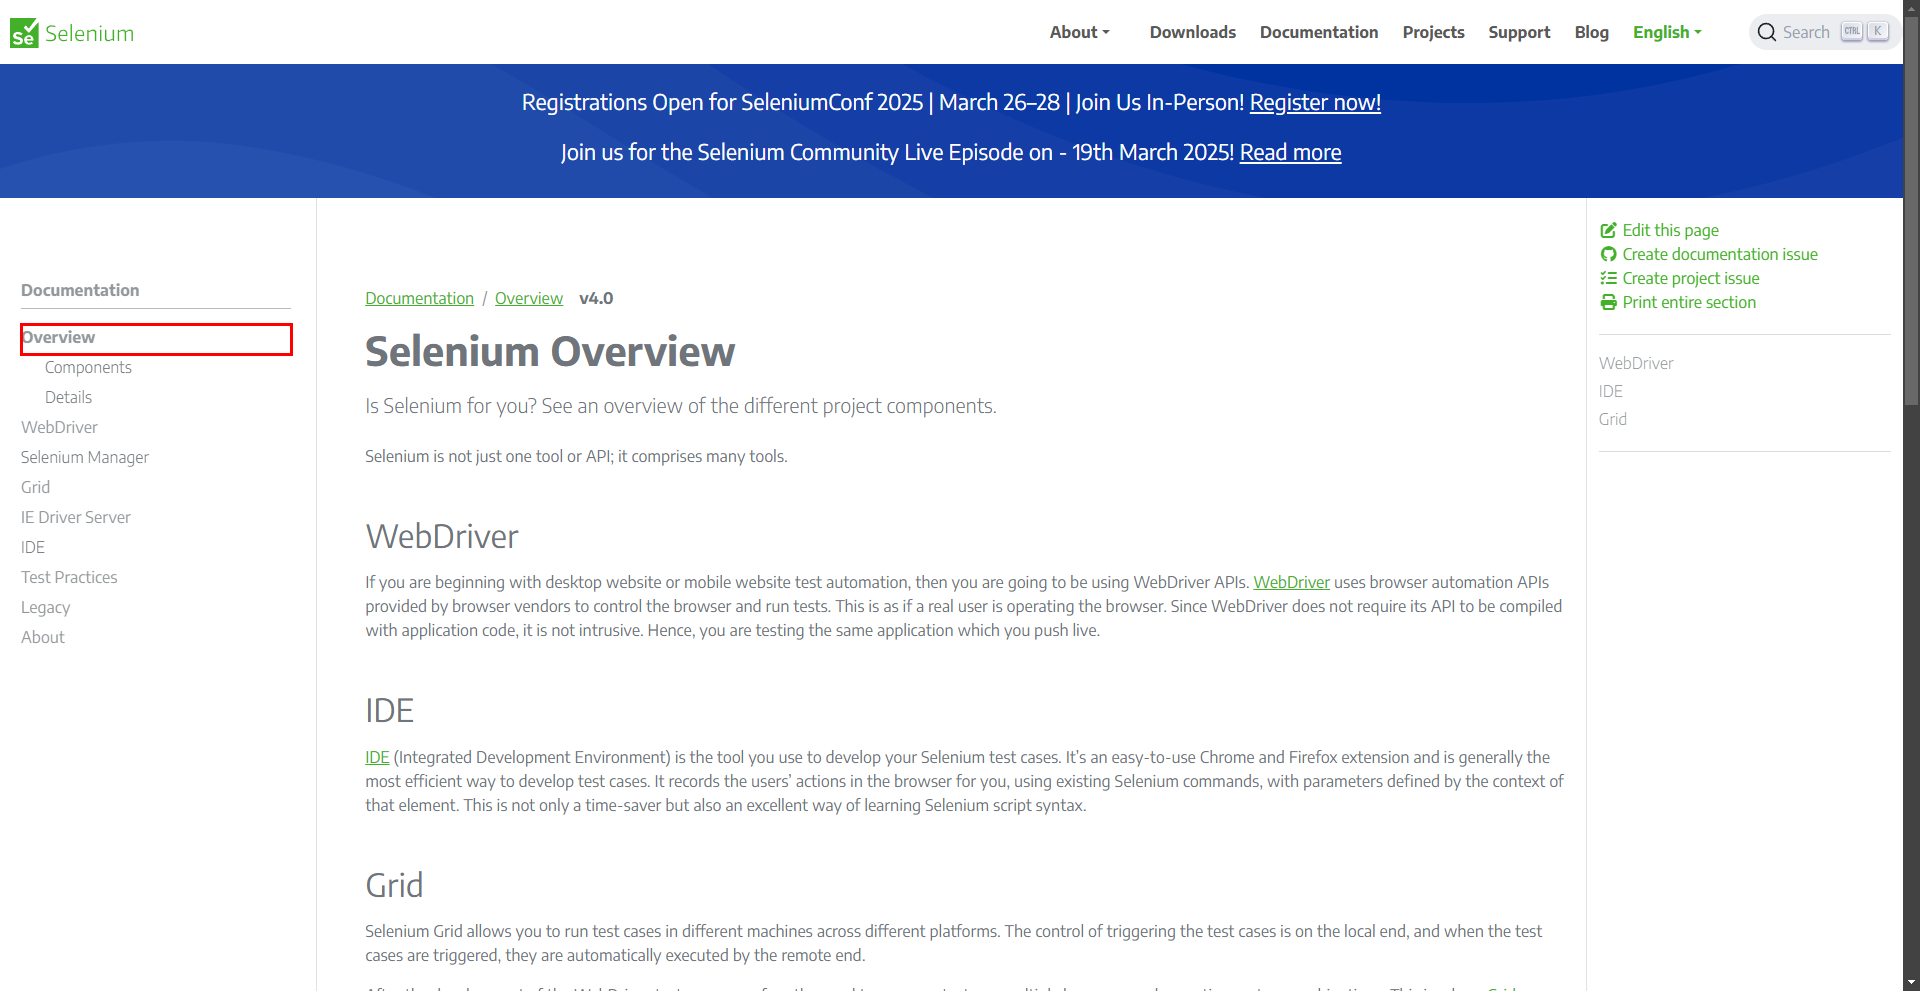 Selenium
About
Downloads
Documentation
Projects
Support
Blog
English
Search
CTRL
K
Registrations Open for SeleniumConf 2025 | March 26–28 | Join Us In-Person! Register now!
Join us for the Selenium Community Live Episode on - 19th March 2025! Read more
Documentation
Overview
Components
Details
WebDriver
Selenium Manager
Grid
IE Driver Server
IDE
Test Practices
Legacy
About
Documentation / Overview v4.0
Selenium Overview
Is Selenium for you? See an overview of the different project components.
Selenium is not just one tool or API; it comprises many tools.
WebDriver
If you are beginning with desktop website or mobile website test automation, then you are going to be using WebDriver APIs. WebDriver uses browser automation APIs
provided by browser vendors to control the browser and run tests. This is as if a real user is operating the browser. Since WebDriver does not require its API to be compiled
with application code, it is not intrusive. Hence, you are testing the same application which you push live.
IDE
IDE (Integrated Development Environment) is the tool you use to develop your Selenium test cases. It’s an easy-to-use Chrome and Firefox extension and is generally the
most efficient way to develop test cases. It records the users’ actions in the browser for you, using existing Selenium commands, with parameters defined by the context of
that element. This is not only a time-saver but also an excellent way of learning Selenium script syntax.
Grid
Selenium Grid allows you to run test cases in different machines across different platforms. The control of triggering the test cases is on the local end, and when the test
cases are triggered, they are automatically executed by the remote end.
Edit this page
Create documentation issue
Create project issue
Print entire section
WebDriver
IDE
Grid